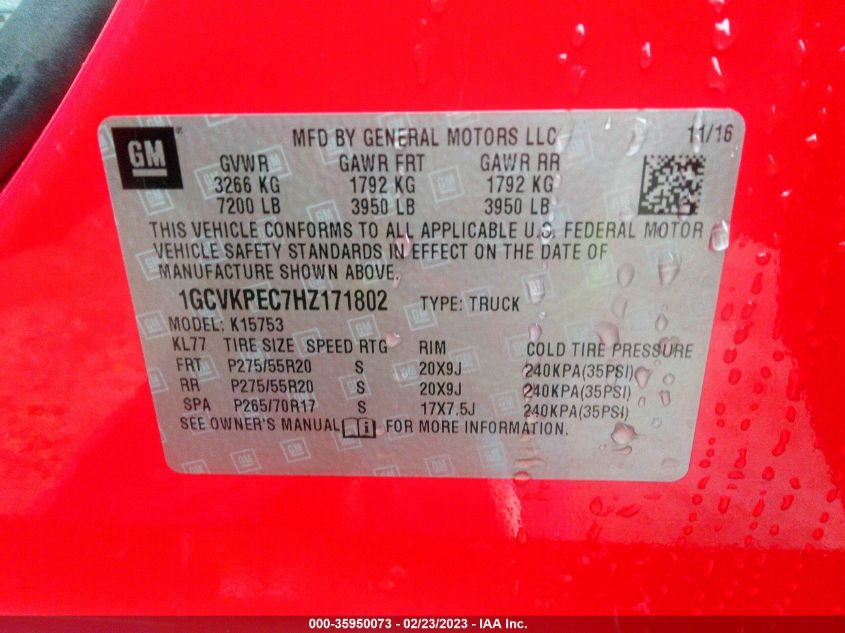 GM
MFD BY GENERAL MOTORS LLC 11/16
GVWR GAWR FRT GAWR RR
3266 KG 1792 KG 1792 KG
7200 LB 3950 LB 3950 LB
THIS VEHICLE CONFORMS TO ALL APPLICABLE U.S. FEDERAL MOTOR
VEHICLE SAFETY STANDARDS IN EFFECT ON THE DATE OF
MANUFACTURE SHOWN ABOVE.
1GCVKPEC7HZ171802 TYPE: TRUCK
MODEL: K15753
KL77 TIRE SIZE SPEED RTG RIM COLD TIRE PRESSURE
FRT P275/55R20 S 20X9J 240KPA(35PSI)
RR P275/55R20 S 20X9J 240KPA(35PSI)
SPA P265/70R17 S 17X7.5J 240KPA(35PSI)
SEE OWNER'S MANUAL FOR MORE INFORMATION.
000-35950073 - 02/23/2023 - IAA Inc.